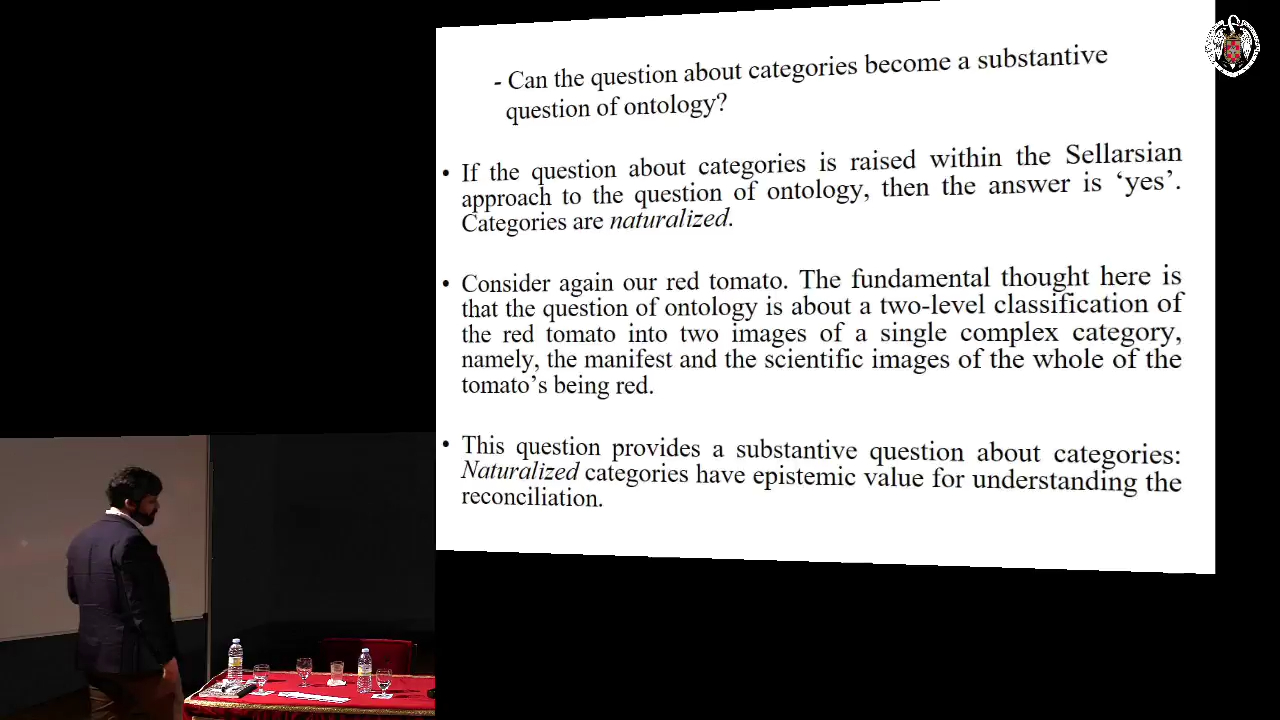 - Can the question about categories become a substantive
question of ontology?
• If the question about categories is raised within the Sellarsian
approach to the question of ontology, then the answer is ‘yes’.
Categories are naturalized.
• Consider again our red tomato. The fundamental thought here is
that the question of ontology is about a two-level classification of
the red tomato into two images of a single complex category,
namely, the manifest and the scientific images of the whole of the
tomato’s being red.
• This question provides a substantive question about categories:
Naturalized categories have epistemic value for understanding the
reconciliation.